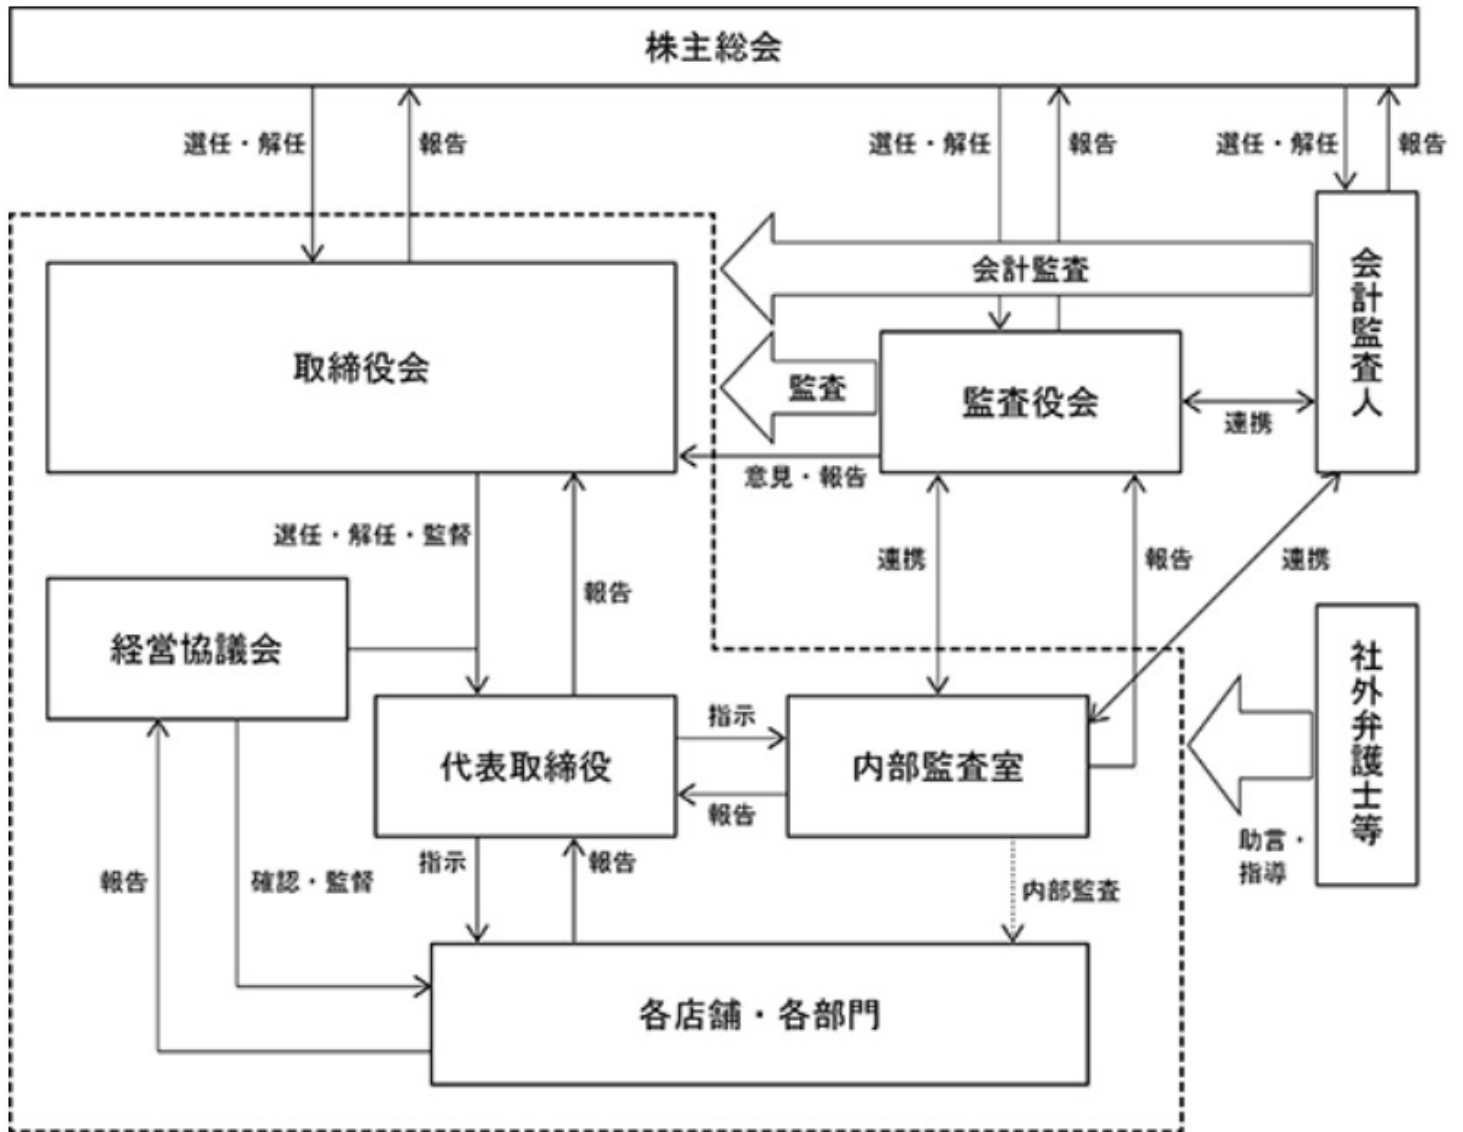 株主総会
選任・解任
報告
選任・解任
報告
選任・解任
報告
会計監査
会計監査人
取締役会
監査
監査役会
連携
意見・報告
選任・解任・監督
報告
連携
報告
連携
経営協議会
社外弁護士等
代表取締役
指示
報告
内部監査室
助言・
指導
報告
確認・監督
指示
報告
内部監査
各店舗・各部門